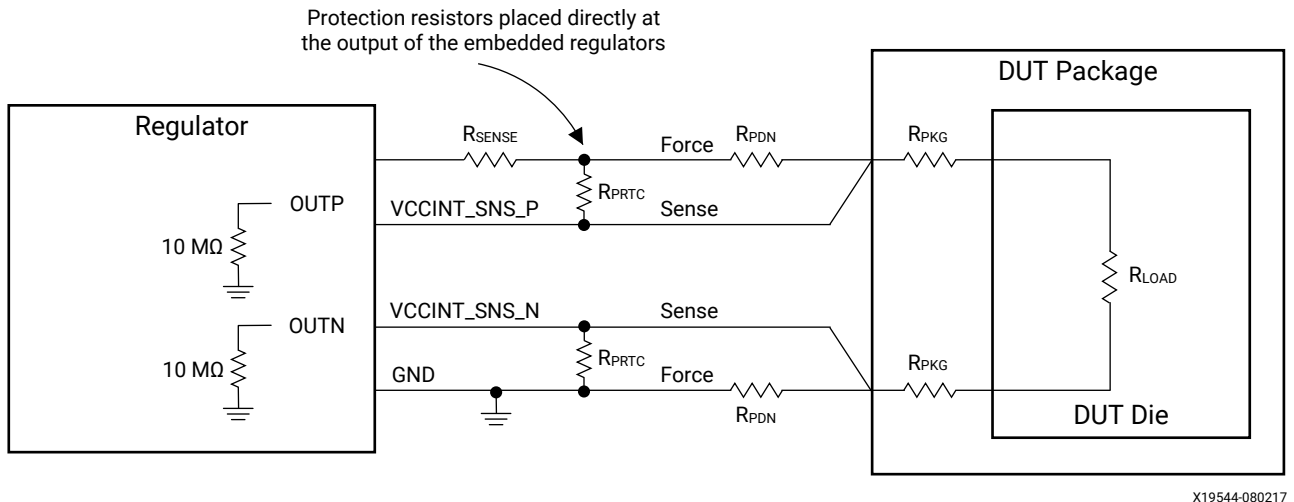 Protection resistors placed directly at
the output of the embedded regulators
DUT Package
Regulator
RSENSE
Force
RPDN
RPKG
RPRTC
OUTP
VCCINT_SNS_P
Sense
10 MΩ
RLOAD
VCCINT_SNS_N
Sense
OUTN
RPRTC
RPKG
10 MΩ
GND
Force
RPDN
DUT Die
X19544-080217